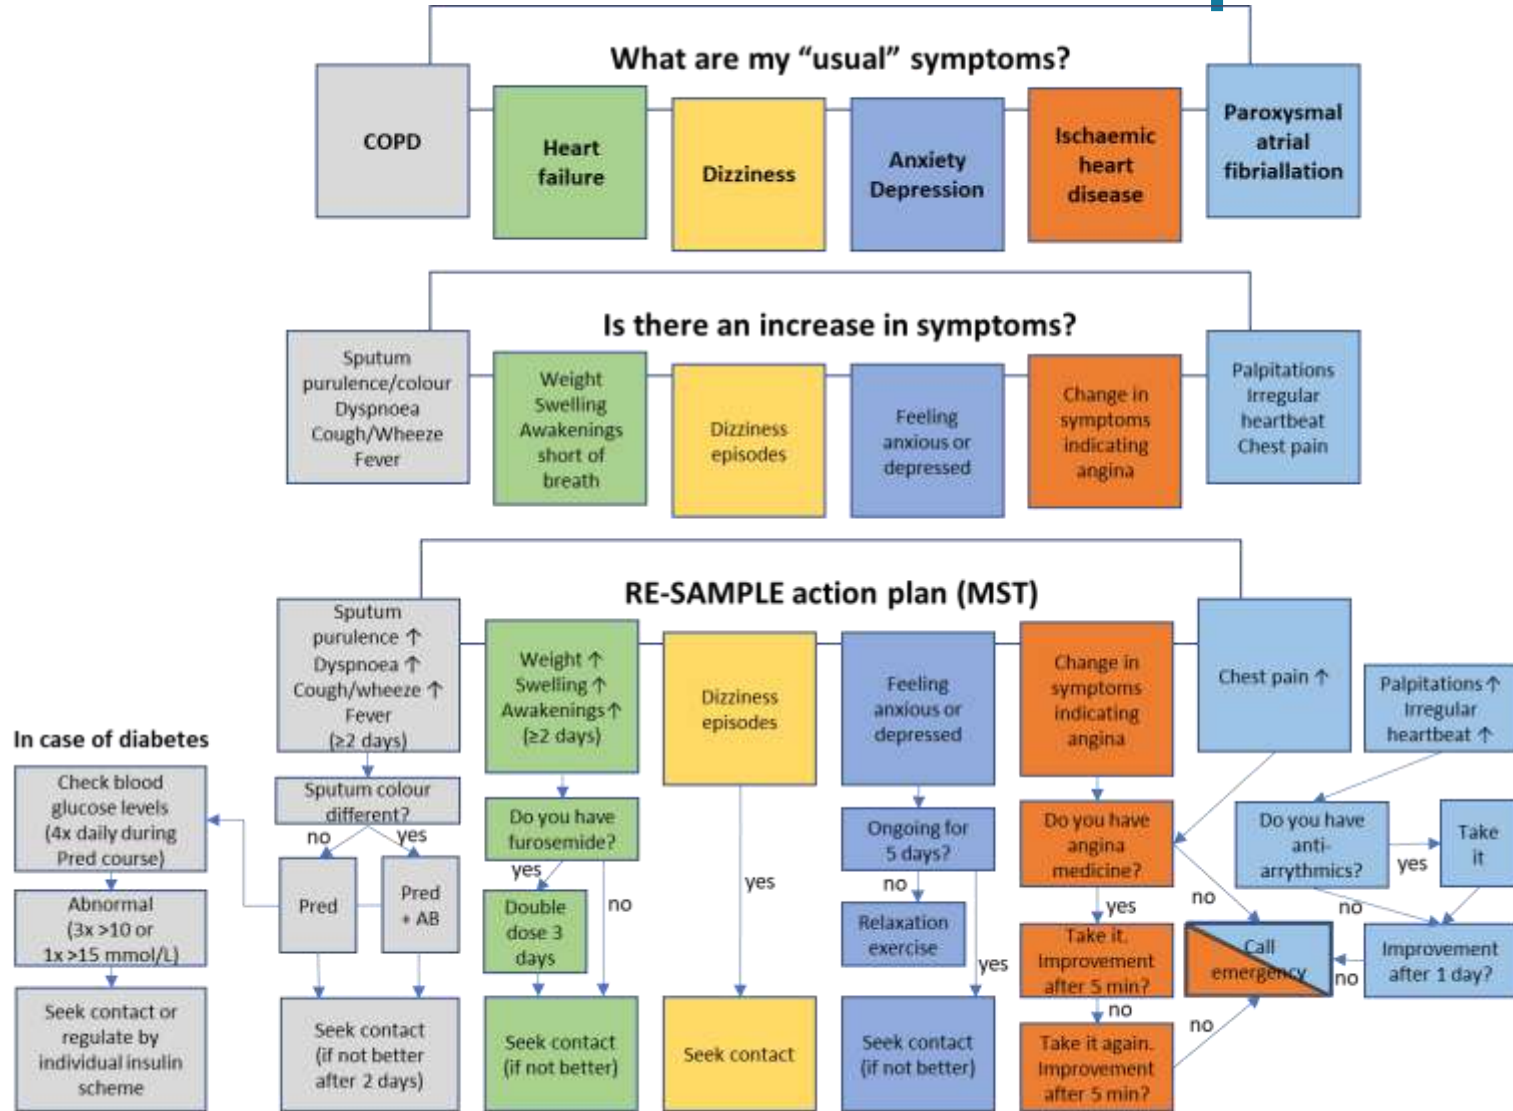 What are my “usual” symptoms?
COPD
Heart
failure
Dizziness
Anxiety
Depression
Ischaemic
heart
disease
Paroxysmal
atrial
fibriallation
Is there an increase in symptoms?
Sputum
purulence/colour
Dyspnoea
Cough/Wheeze
Fever
Weight
Swelling
Awakenings
short of
breath
Dizziness
episodes
Feeling
anxious or
depressed
Change in
symptoms
indicating
angina
Palpitations
Irregular
heartbeat
Chest pain
RE-SAMPLE action plan (MST)
In case of diabetes
Check blood
glucose levels
(4x daily during
Pred course)
Abnormal
(3x >10 or
1x >15 mmol/L)
Seek contact or
regulate by
individual insulin
scheme
Sputum
purulence ↑
Dyspnoea ↑
Cough/wheeze ↑
Fever
(≥2 days)
Sputum colour
different?
no
yes
Pred
Pred
+ AB
Seek contact
(if not better
after 2 days)
Weight ↑
Swelling ↑
Awakenings ↑
(≥2 days)
Do you have
furosemide?
yes
no
Double
dose 3
days
Seek contact
(if not better)
Dizziness
episodes
yes
Seek contact
Feeling
anxious or
depressed
Ongoing for
5 days?
no
Relaxation
exercise
yes
Seek contact
(if not better)
Change in
symptoms
indicating
angina
Do you have
angina
medicine?
yes
no
Take it.
Improvement
after 5 min?
no
Take it again.
Improvement
after 5 min?
no
Chest pain ↑
Call
emergency
Palpitations ↑
Irregular
heartbeat ↑
Do you have
anti-
arrythmics?
yes
Take
it
no
Improvement
after 1 day?
no